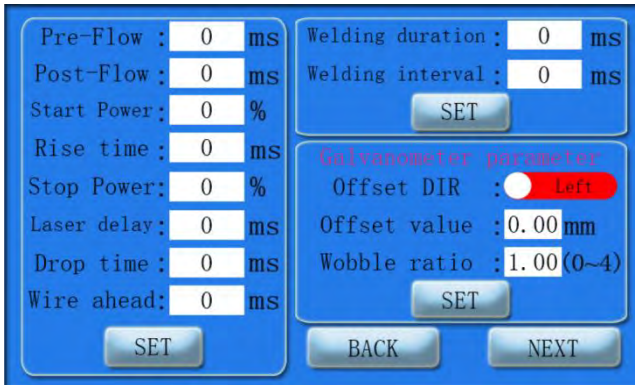 Pre-Flow : 0 ms
Post-Flow : 0 ms
Start Power: 0 %
Rise time : 0 ms
Stop Power: 0 %
Laser delay: 0 ms
Drop time : 0 ms
Wire ahead: 0 ms
SET
Welding duration : 0 ms
Welding interval : 0 ms
SET
Galvanometer parameter
Offset DIR : Left
Offset value : 0.00 mm
Wobble ratio : 1.00 (0~4)
SET
BACK
NEXT